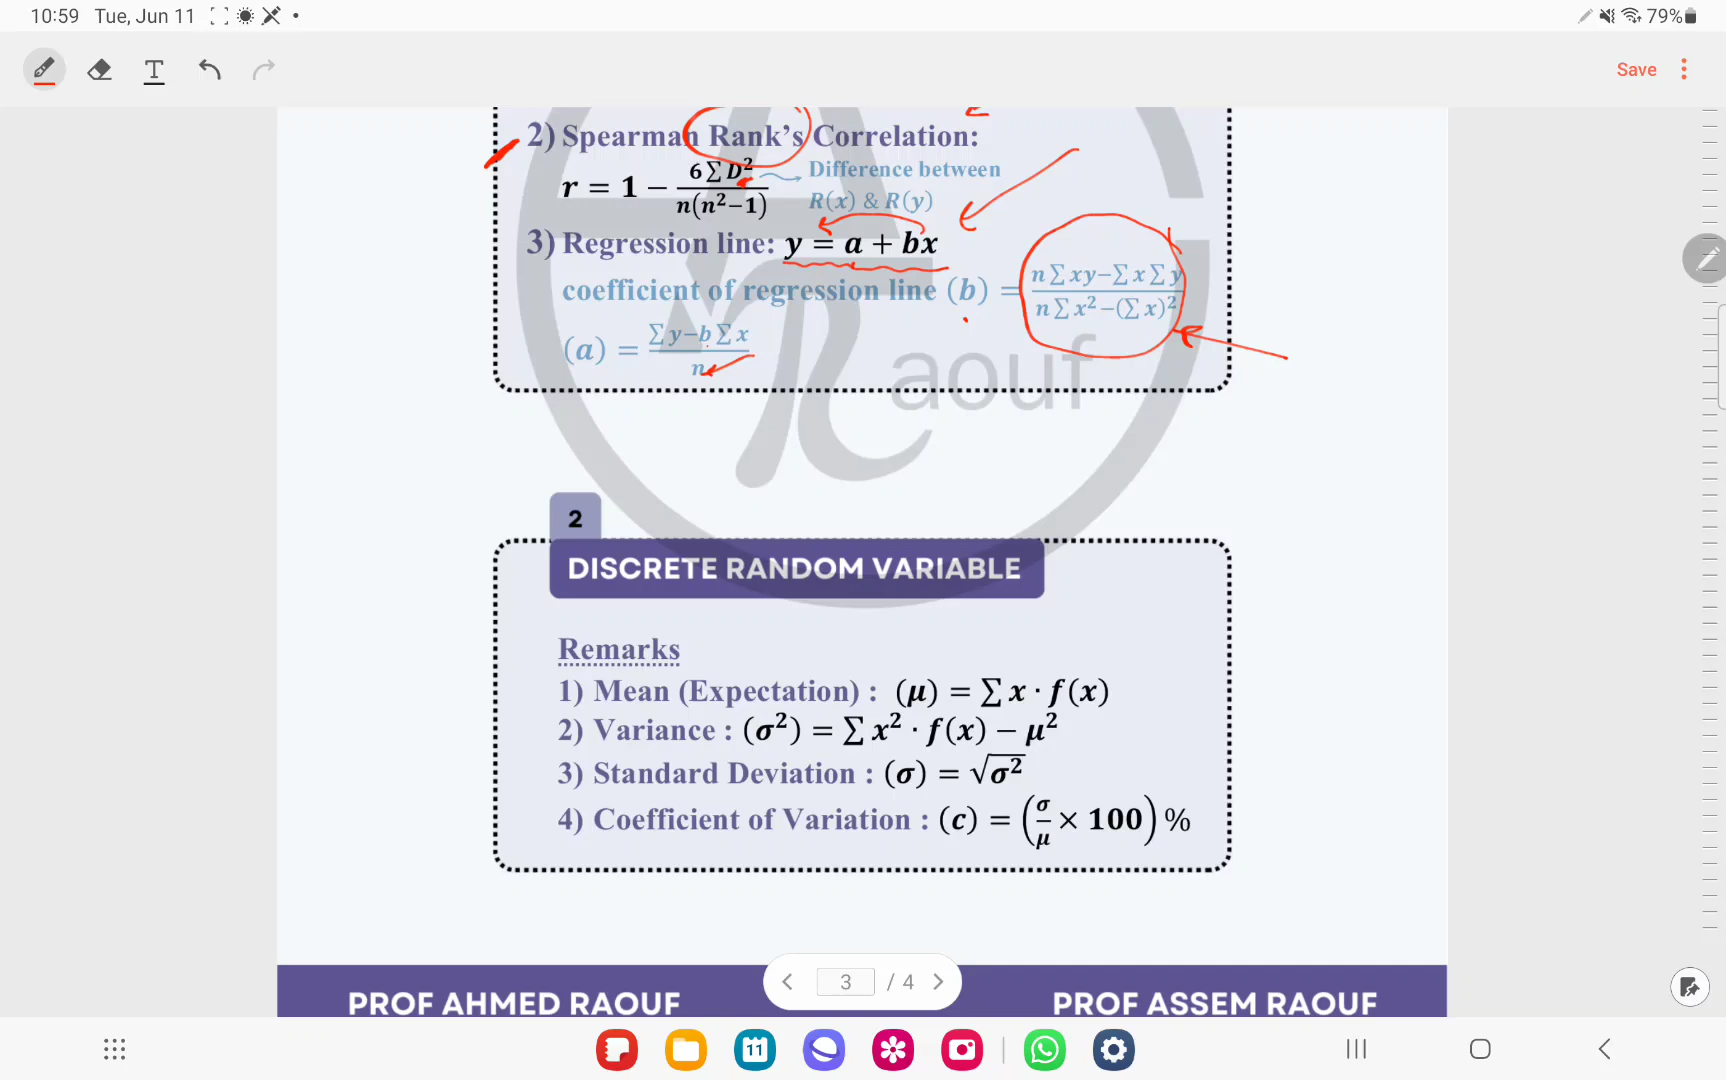 10:59 Tue, Jun 11
79%
T
Save
2) Spearman Rank's Correlation:
r = 1 − 6∑D²/n(n²−1) Difference between R(x) & R(y)
3) Regression line: y = a + bx
coefficient of regression line (b) = n∑xy−∑x∑y/n∑x²−(∑x)²
(a) = ∑y−b∑x/n
Raouf
2
DISCRETE RANDOM VARIABLE
Remarks
1) Mean (Expectation) : (μ) = ∑ x · f(x)
2) Variance : (σ²) = ∑ x² · f(x) − μ²
3) Standard Deviation : (σ) = √σ²
4) Coefficient of Variation : (c) = (σ/μ × 100) %
PROF AHMED RAOUF
3 / 4
PROF ASSEM RAOUF
11